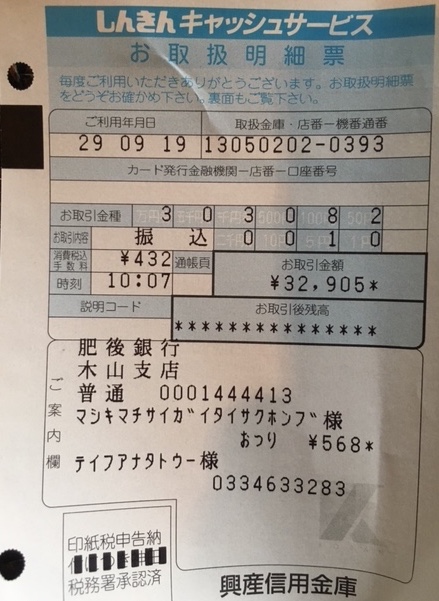 しんきんキャッシュサービス
お取扱明細票
毎度ご利用いただきありがとうございます。お取扱明細票
をどうぞお確かめ下さい。裏面もご覧下さい。
ご利用年月日 取扱金庫・店番ー機番通番
29 09 19 13050202-0393
カード発行金融機関ー店番ー口座番号
お取引金種 3 0 3 0 8 2
お取引内容 振込 0 0 1 0
消費税込手数料 ¥432 通帳頁 お取引金額
時刻 10:07 ¥32,905*
説明コード お取引後残高
***************
ご案内欄
肥後銀行
木山支店
普通 0001444413
マシキマチサイガイタイサクホンブ様
おつり ¥568*
テイフアナタトウー様
0334633283
印紙税申告納
税務署承認済
興産信用金庫